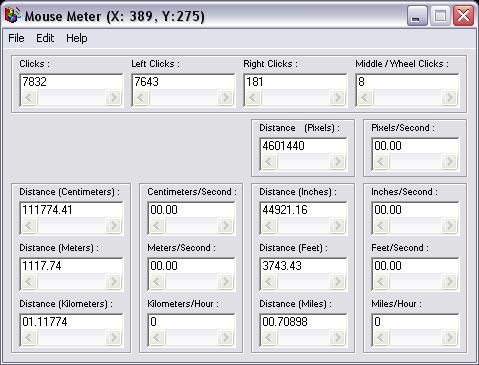 Mouse Meter (X: 389, Y:275)
File Edit Help
Clicks : Left Clicks : Right Clicks : Middle / Wheel Clicks :
7832 7643 181 8
Distance (Pixels) : Pixels/Second :
4601440 00.00
Distance (Centimeters) : Centimeters/Second : Distance (Inches) : Inches/Second :
111774.41 00.00 44921.16 00.00
Distance (Meters) : Meters/Second : Distance (Feet) : Feet/Second :
1117.74 00.00 3743.43 00.00
Distance (Kilometers) : Kilometers/Hour : Distance (Miles) : Miles/Hour :
01.11774 0 00.70898 0